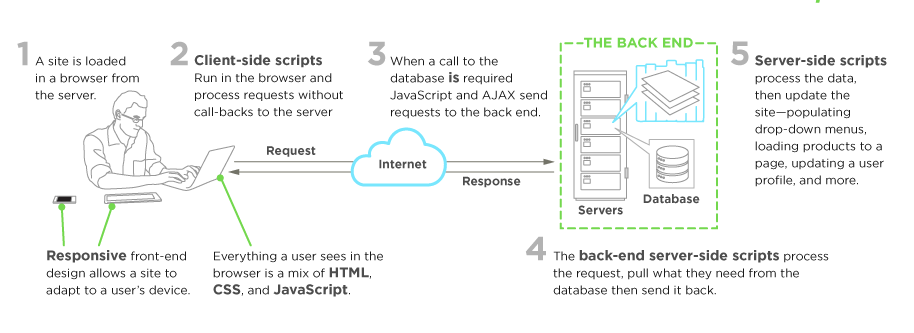 1 A site is loaded
in a browser from
the server.
2 Client-side scripts
Run in the browser and
process requests without
call-backs to the server
3 When a call to the
database is required
JavaScript and AJAX send
requests to the back end.
THE BACK END
5 Server-side scripts
process the data,
then update the
site—populating
drop-down menus,
loading products to a
page, updating a user
profile, and more.
Request
Internet
Response
Servers
Database
Responsive front-end
design allows a site to
adapt to a user’s device.
Everything a user sees in the
browser is a mix of HTML,
CSS, and JavaScript.
4 The back-end server-side scripts process
the request, pull what they need from the
database then send it back.